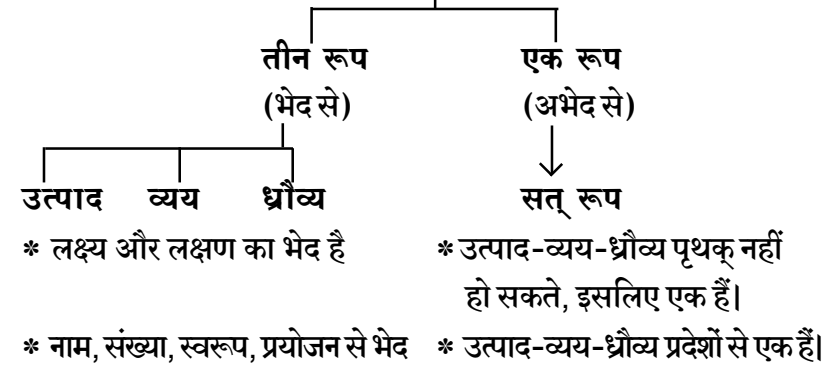 तीन रूप एक रूप
(भेद से) (अभेद से)
उत्पाद व्यय ध्रौव्य सत् रूप
* लक्ष्य और लक्षण का भेद है * उत्पाद-व्यय-ध्रौव्य पृथक् नहीं
हो सकते, इसलिए एक हैं।
* नाम, संख्या, स्वरूप, प्रयोजन से भेद * उत्पाद-व्यय-ध्रौव्य प्रदेशों से एक हैं।